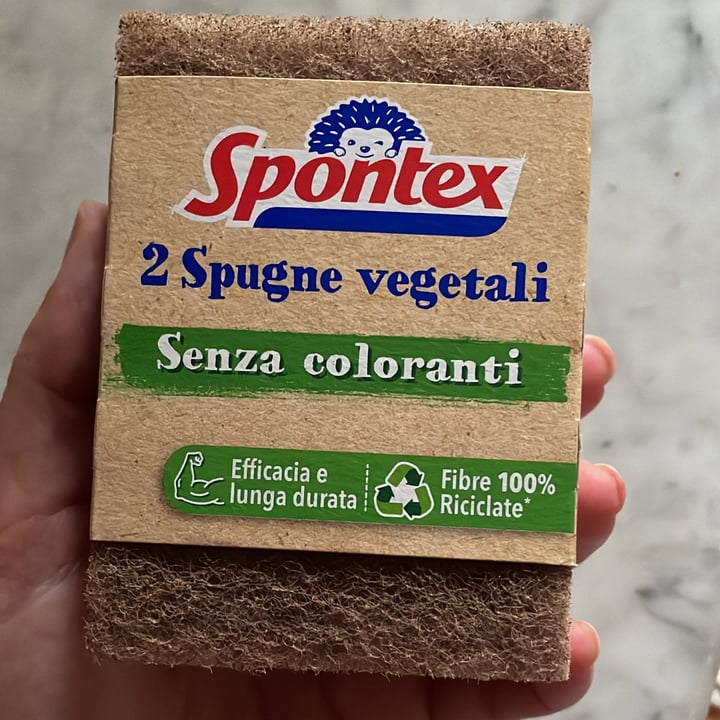 Spontex
2 Spugne vegetali
Senza coloranti
Efficacia e
lunga durata
Fibre 100%
Riciclate*